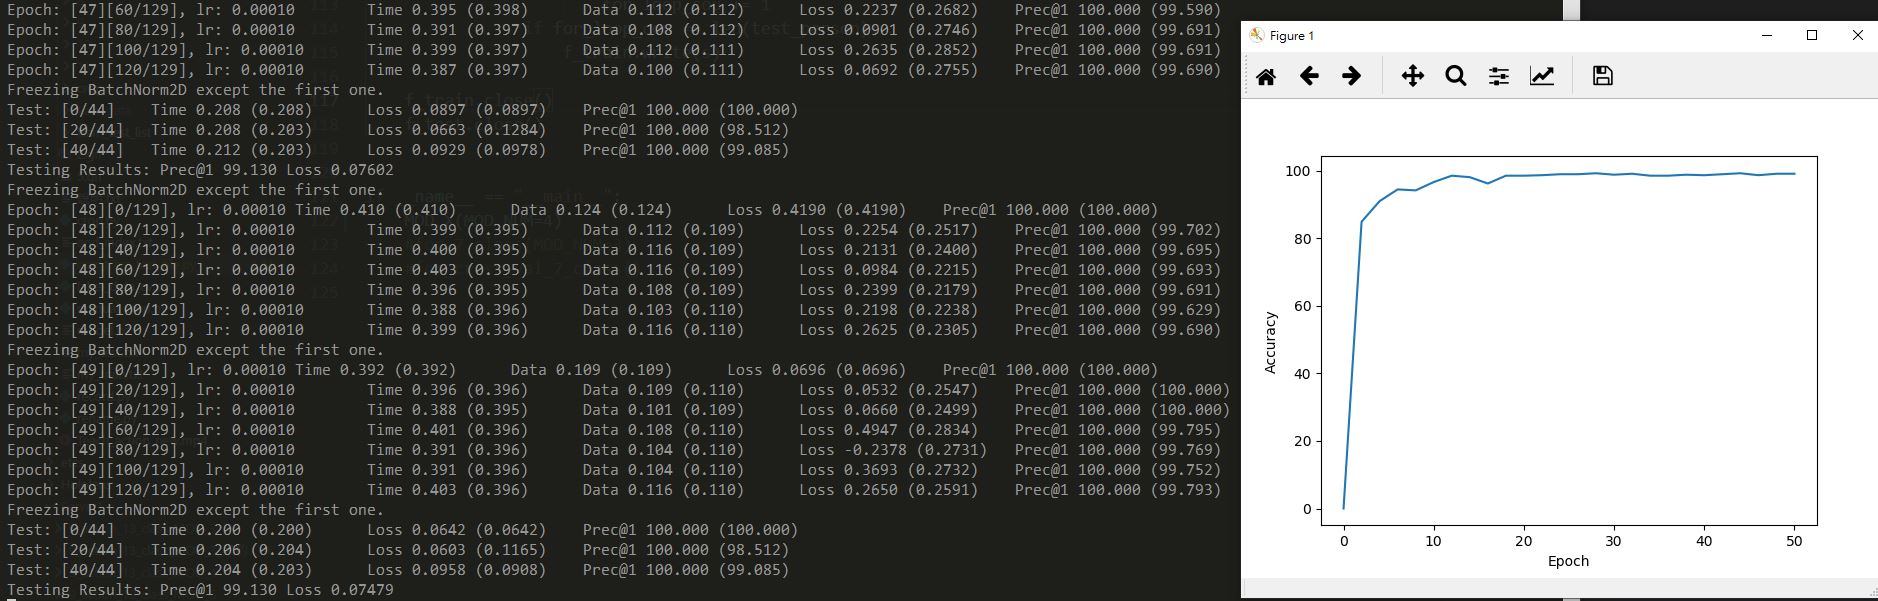 Epoch: [47][60/129], lr: 0.00010 Time 0.395 (0.398) Data 0.112 (0.112) Loss 0.2237 (0.2682) Prec@1 100.000 (99.590)
Epoch: [47][80/129], lr: 0.00010 Time 0.391 (0.397) Data 0.108 (0.112) Loss 0.0901 (0.2746) Prec@1 100.000 (99.691)
Epoch: [47][100/129], lr: 0.00010 Time 0.399 (0.397) Data 0.112 (0.111) Loss 0.2635 (0.2852) Prec@1 100.000 (99.691)
Epoch: [47][120/129], lr: 0.00010 Time 0.387 (0.397) Data 0.100 (0.111) Loss 0.0692 (0.2755) Prec@1 100.000 (99.690)
Freezing BatchNorm2D except the first one.
Test: [0/44] Time 0.208 (0.208) Loss 0.0897 (0.0897) Prec@1 100.000 (100.000)
Test: [20/44] Time 0.208 (0.203) Loss 0.0663 (0.1284) Prec@1 100.000 (98.512)
Test: [40/44] Time 0.212 (0.203) Loss 0.0929 (0.0978) Prec@1 100.000 (99.085)
Testing Results: Prec@1 99.130 Loss 0.07602
Freezing BatchNorm2D except the first one.
Epoch: [48][0/129], lr: 0.00010 Time 0.410 (0.410) Data 0.124 (0.124) Loss 0.4190 (0.4190) Prec@1 100.000 (100.000)
Epoch: [48][20/129], lr: 0.00010 Time 0.399 (0.395) Data 0.112 (0.109) Loss 0.2254 (0.2517) Prec@1 100.000 (99.702)
Epoch: [48][40/129], lr: 0.00010 Time 0.400 (0.395) Data 0.116 (0.109) Loss 0.2131 (0.2400) Prec@1 100.000 (99.695)
Epoch: [48][60/129], lr: 0.00010 Time 0.403 (0.395) Data 0.116 (0.109) Loss 0.0984 (0.2215) Prec@1 100.000 (99.693)
Epoch: [48][80/129], lr: 0.00010 Time 0.396 (0.395) Data 0.108 (0.109) Loss 0.2399 (0.2179) Prec@1 100.000 (99.691)
Epoch: [48][100/129], lr: 0.00010 Time 0.388 (0.396) Data 0.103 (0.110) Loss 0.2198 (0.2238) Prec@1 100.000 (99.629)
Epoch: [48][120/129], lr: 0.00010 Time 0.399 (0.396) Data 0.116 (0.110) Loss 0.2625 (0.2305) Prec@1 100.000 (99.690)
Freezing BatchNorm2D except the first one.
Epoch: [49][0/129], lr: 0.00010 Time 0.392 (0.392) Data 0.109 (0.109) Loss 0.0696 (0.0696) Prec@1 100.000 (100.000)
Epoch: [49][20/129], lr: 0.00010 Time 0.396 (0.396) Data 0.109 (0.110) Loss 0.0532 (0.2547) Prec@1 100.000 (100.000)
Epoch: [49][40/129], lr: 0.00010 Time 0.388 (0.395) Data 0.101 (0.109) Loss 0.0660 (0.2499) Prec@1 100.000 (100.000)
Epoch: [49][60/129], lr: 0.00010 Time 0.401 (0.396) Data 0.108 (0.110) Loss 0.4947 (0.2834) Prec@1 100.000 (99.795)
Epoch: [49][80/129], lr: 0.00010 Time 0.391 (0.396) Data 0.104 (0.110) Loss -0.2378 (0.2731) Prec@1 100.000 (99.769)
Epoch: [49][100/129], lr: 0.00010 Time 0.391 (0.396) Data 0.104 (0.110) Loss 0.3693 (0.2732) Prec@1 100.000 (99.752)
Epoch: [49][120/129], lr: 0.00010 Time 0.403 (0.396) Data 0.116 (0.110) Loss 0.2650 (0.2591) Prec@1 100.000 (99.793)
Freezing BatchNorm2D except the first one.
Test: [0/44] Time 0.200 (0.200) Loss 0.0642 (0.0642) Prec@1 100.000 (100.000)
Test: [20/44] Time 0.206 (0.204) Loss 0.0603 (0.1165) Prec@1 100.000 (98.512)
Test: [40/44] Time 0.204 (0.203) Loss 0.0958 (0.0908) Prec@1 100.000 (99.085)
Testing Results: Prec@1 99.130 Loss 0.07479
Figure 1
100
80
60
40
20
0
Accuracy
0 10 20 30 40 50
Epoch